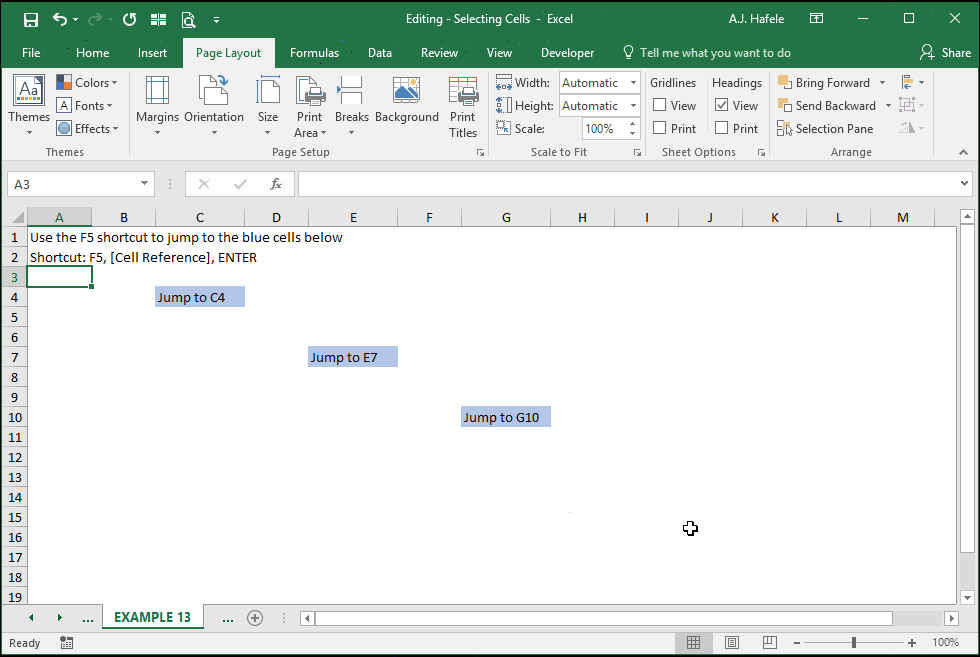 Editing - Selecting Cells - Excel
A.J. Hafele
File Home Insert Page Layout Formulas Data Review View Developer Tell me what you want to do Share
Themes
Colors
Fonts
Effects
Themes
Margins
Orientation
Size
Print Area
Breaks
Background
Print Titles
Page Setup
Width: Automatic
Height: Automatic
Scale: 100%
Scale to Fit
Gridlines
View
Print
Headings
View
Print
Sheet Options
Bring Forward
Send Backward
Selection Pane
Arrange
A3 fx
A B C D E F G H I J K L M
1 Use the F5 shortcut to jump to the blue cells below
2 Shortcut: F5, [Cell Reference], ENTER
3
4 Jump to C4
5
6
7 Jump to E7
8
9
10 Jump to G10
11
12
13
14
15
16
17
18
19
... EXAMPLE 13 ...
Ready 100%